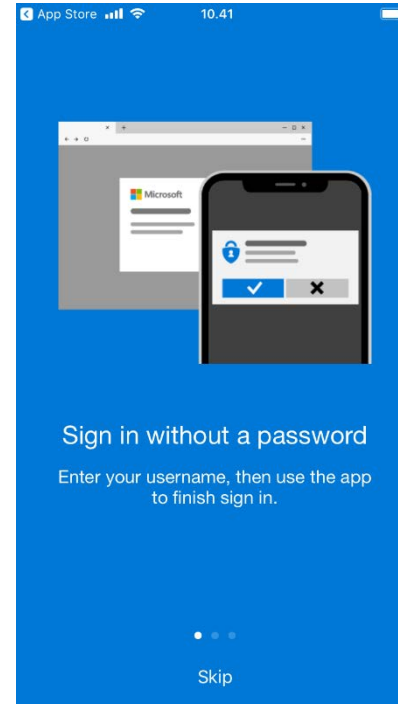 App Store 10.41
Microsoft
Sign in without a password
Enter your username, then use the app
to finish sign in.
Skip